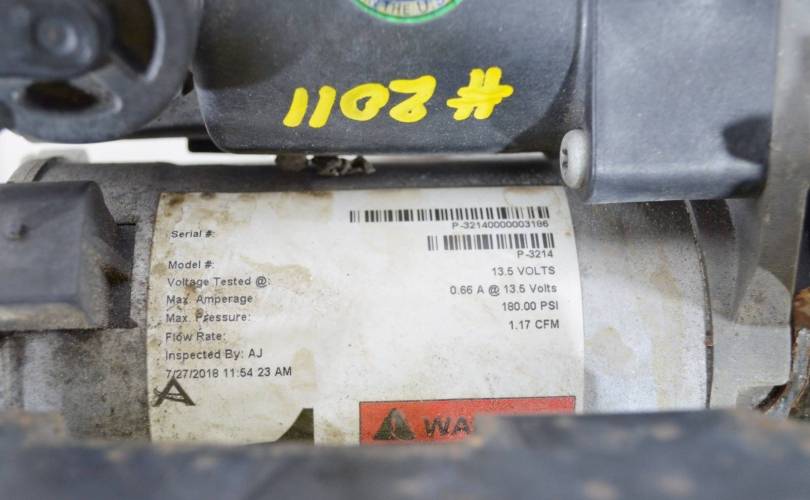 THE U.S
#2011
Serial #: P-32140000003186
Model #: P-3214
Voltage Tested @: 13.5 VOLTS
Max. Amperage 0.66 A @ 13.5 Volts
Max. Pressure: 180.00 PSI
Flow Rate: 1.17 CFM
Inspected By: AJ
7/27/2018 11:54 23 AM